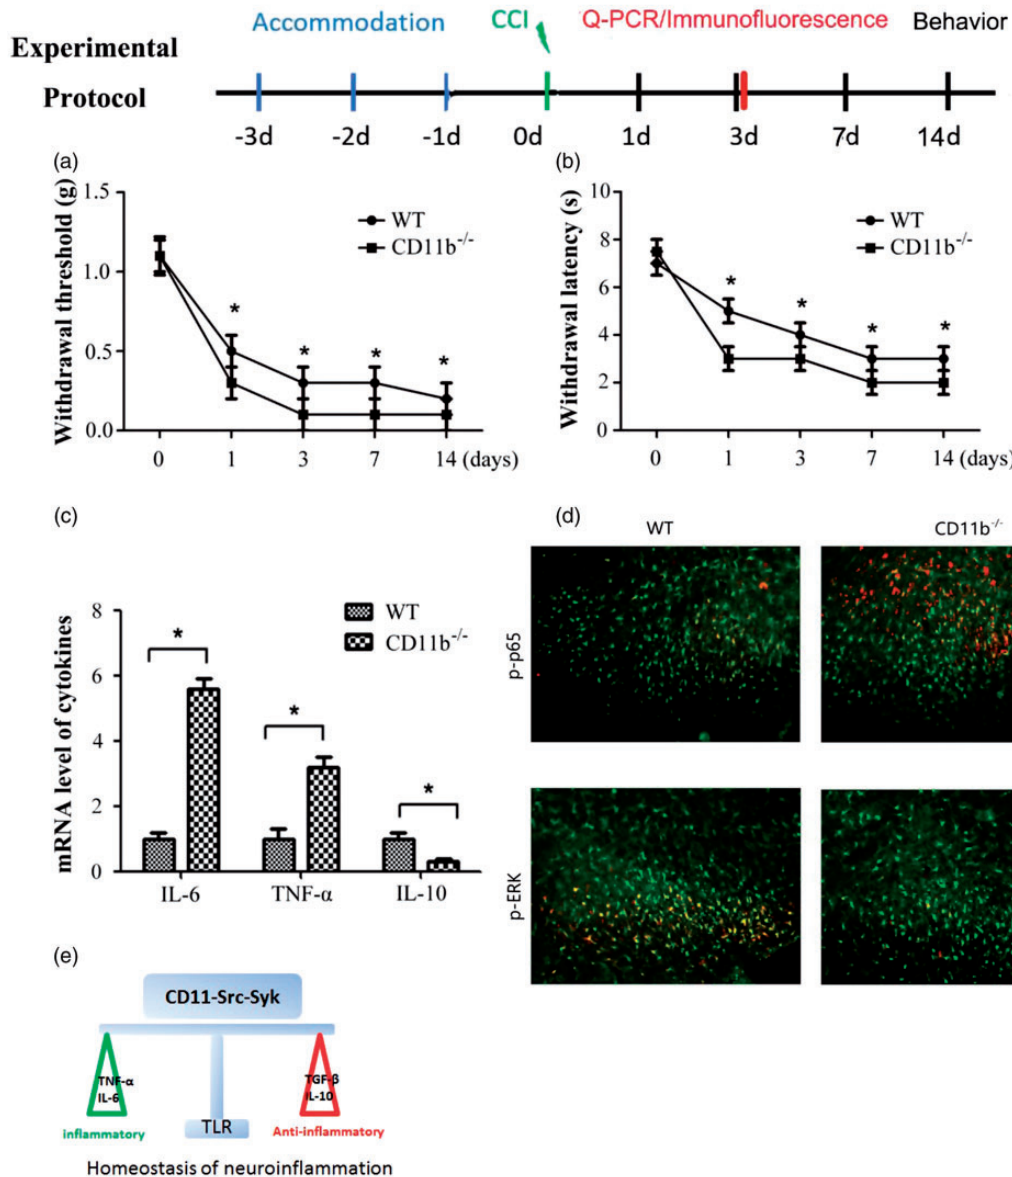 Experimental
Protocol
Accommodation
CCI
Q-PCR/Immunofluorescence
Behavior
-3d
-2d
-1d
0d
1d
3d
7d
14d
(a)
Withdrawal threshold (g)
1.5
1.0
0.5
0.0
WT
CD11b-/-
*
*
*
*
0
1
3
7
14 (days)
(b)
Withdrawal latency (s)
10
8
6
4
2
0
WT
CD11b-/-
*
*
*
*
0
1
3
7
14 (days)
(c)
mRNA level of cytokines
8
6
4
2
0
WT
CD11b-/-
*
*
*
IL-6
TNF-α
IL-10
(d)
WT
CD11b-/-
p-p65
p-ERK
(e)
CD11-Src-Syk
TNF-α
IL-6
inflammatory
TLR
TGF-β
IL-10
Anti-inflammatory
Homeostasis of neuroinflammation